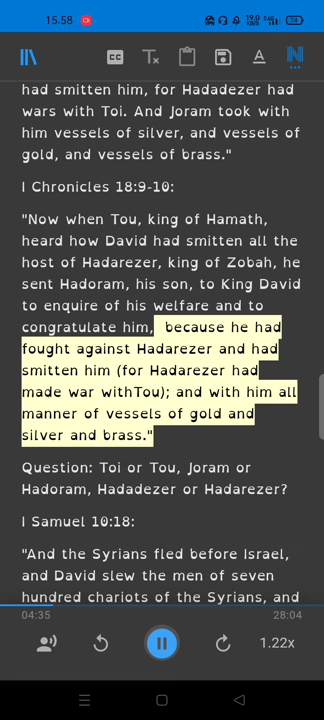 15.58
19.0 KB/S
54
CC
T×
A
N
had smitten him, for Hadadezer had
wars with Toi. And Joram took with
him vessels of silver, and vessels of
gold, and vessels of brass."
I Chronicles 18:9-10:
"Now when Tou, king of Hamath,
heard how David had smitten all the
host of Hadarezer, king of Zobah, he
sent Hadoram, his son, to King David
to enquire of his welfare and to
congratulate him, because he had
fought against Hadarezer and had
smitten him (for Hadarezer had
made war withTou); and with him all
manner of vessels of gold and
silver and brass."
Question: Toi or Tou, Joram or
Hadoram, Hadadezer or Hadarezer?
I Samuel 10:18:
"And the Syrians fled before Israel,
and David slew the men of seven
hundred chariots of the Syrians, and
04:35
28:04
1.22x